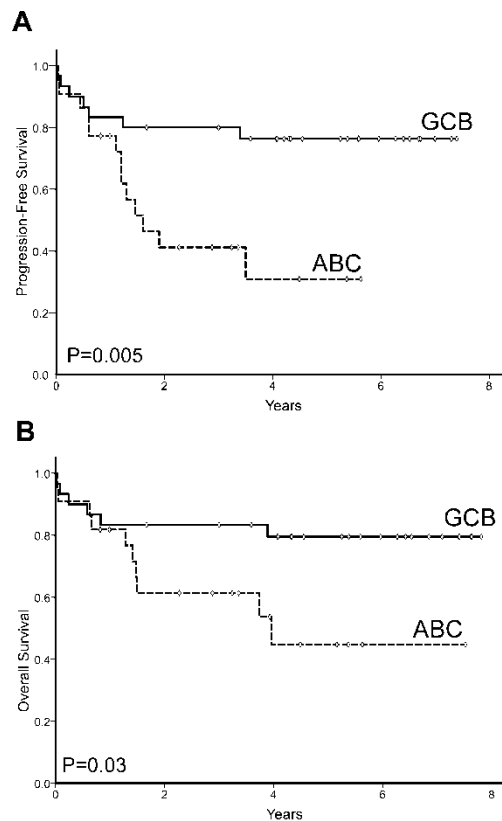 A
1.0
0.8
0.6
0.4
0.2
0.0
Progression-Free Survival
GCB
ABC
P=0.005
0 2 4 6 8
Years
B
1.0
0.8
0.6
0.4
0.2
0.0
Overall Survival
GCB
ABC
P=0.03
0 2 4 6 8
Years